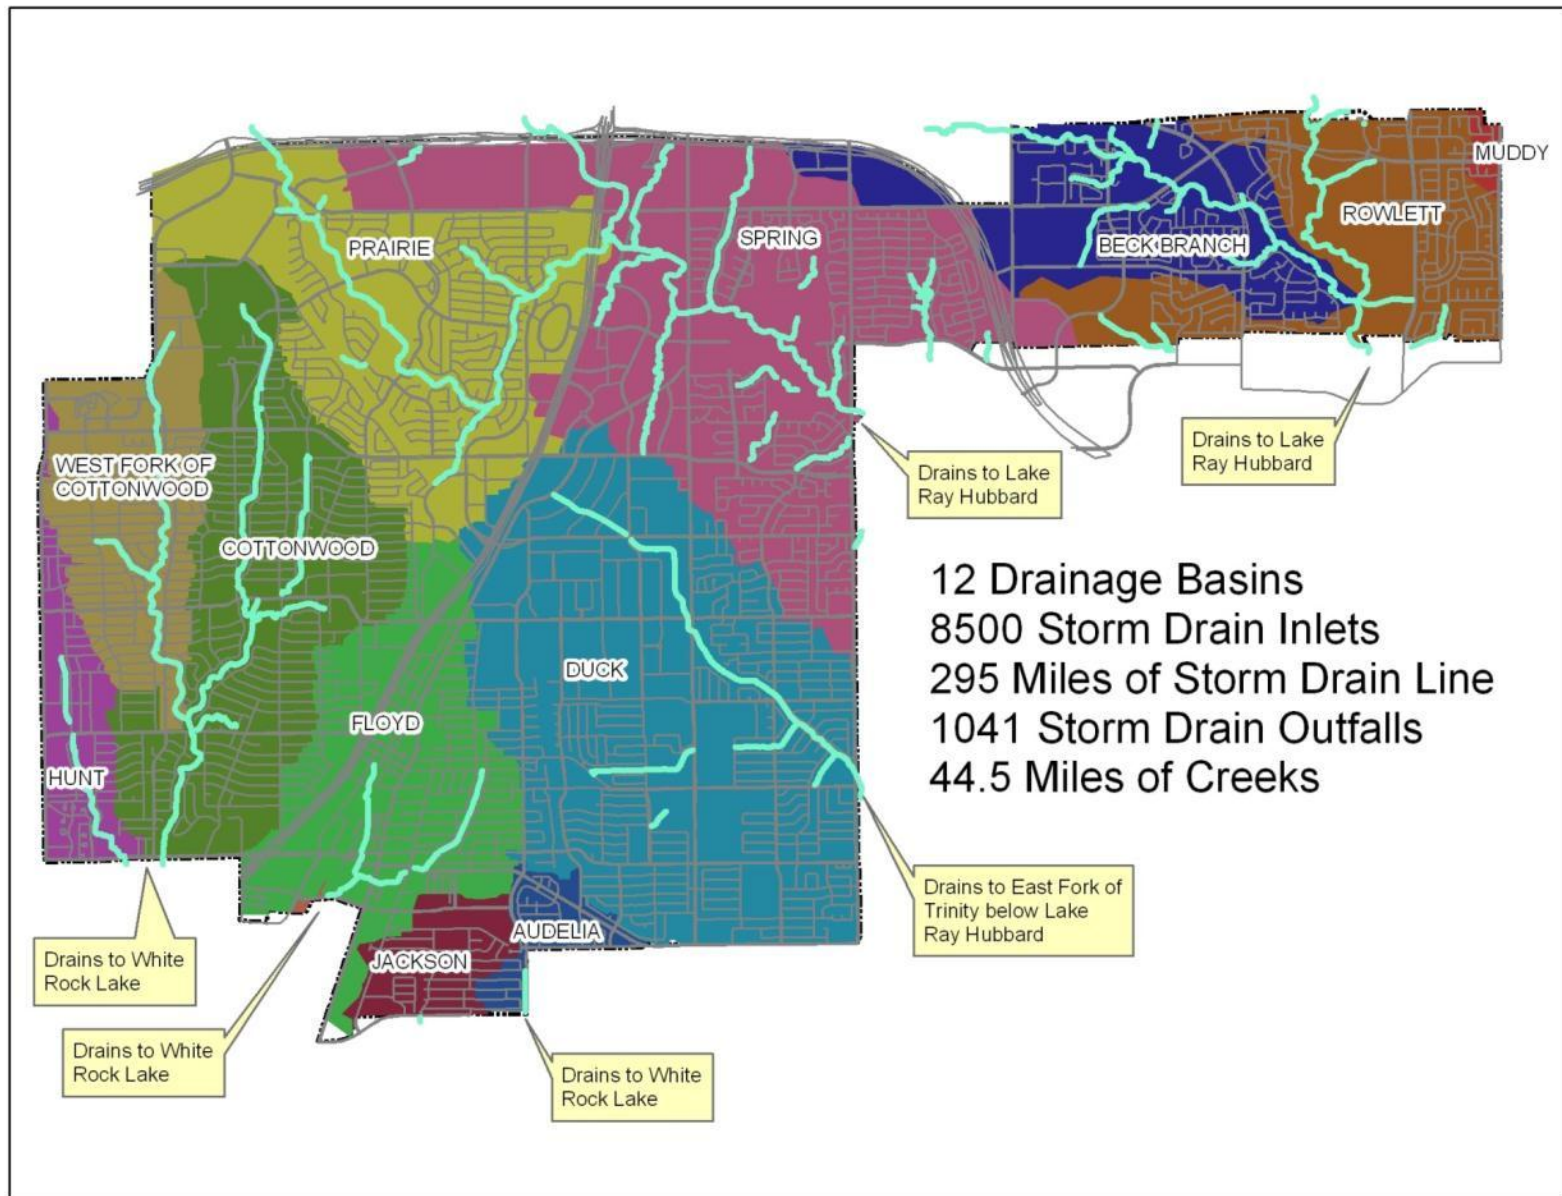 MUDDY
ROWLETT
SPRING
BECK BRANCH
PRAIRIE
WEST FORK OF
COTTONWOOD
COTTONWOOD
DUCK
FLOYD
HUNT
AUDELIA
JACKSON
Drains to Lake
Ray Hubbard
Drains to Lake
Ray Hubbard
12 Drainage Basins
8500 Storm Drain Inlets
295 Miles of Storm Drain Line
1041 Storm Drain Outfalls
44.5 Miles of Creeks
Drains to East Fork of
Trinity below Lake
Ray Hubbard
Drains to White
Rock Lake
Drains to White
Rock Lake
Drains to White
Rock Lake